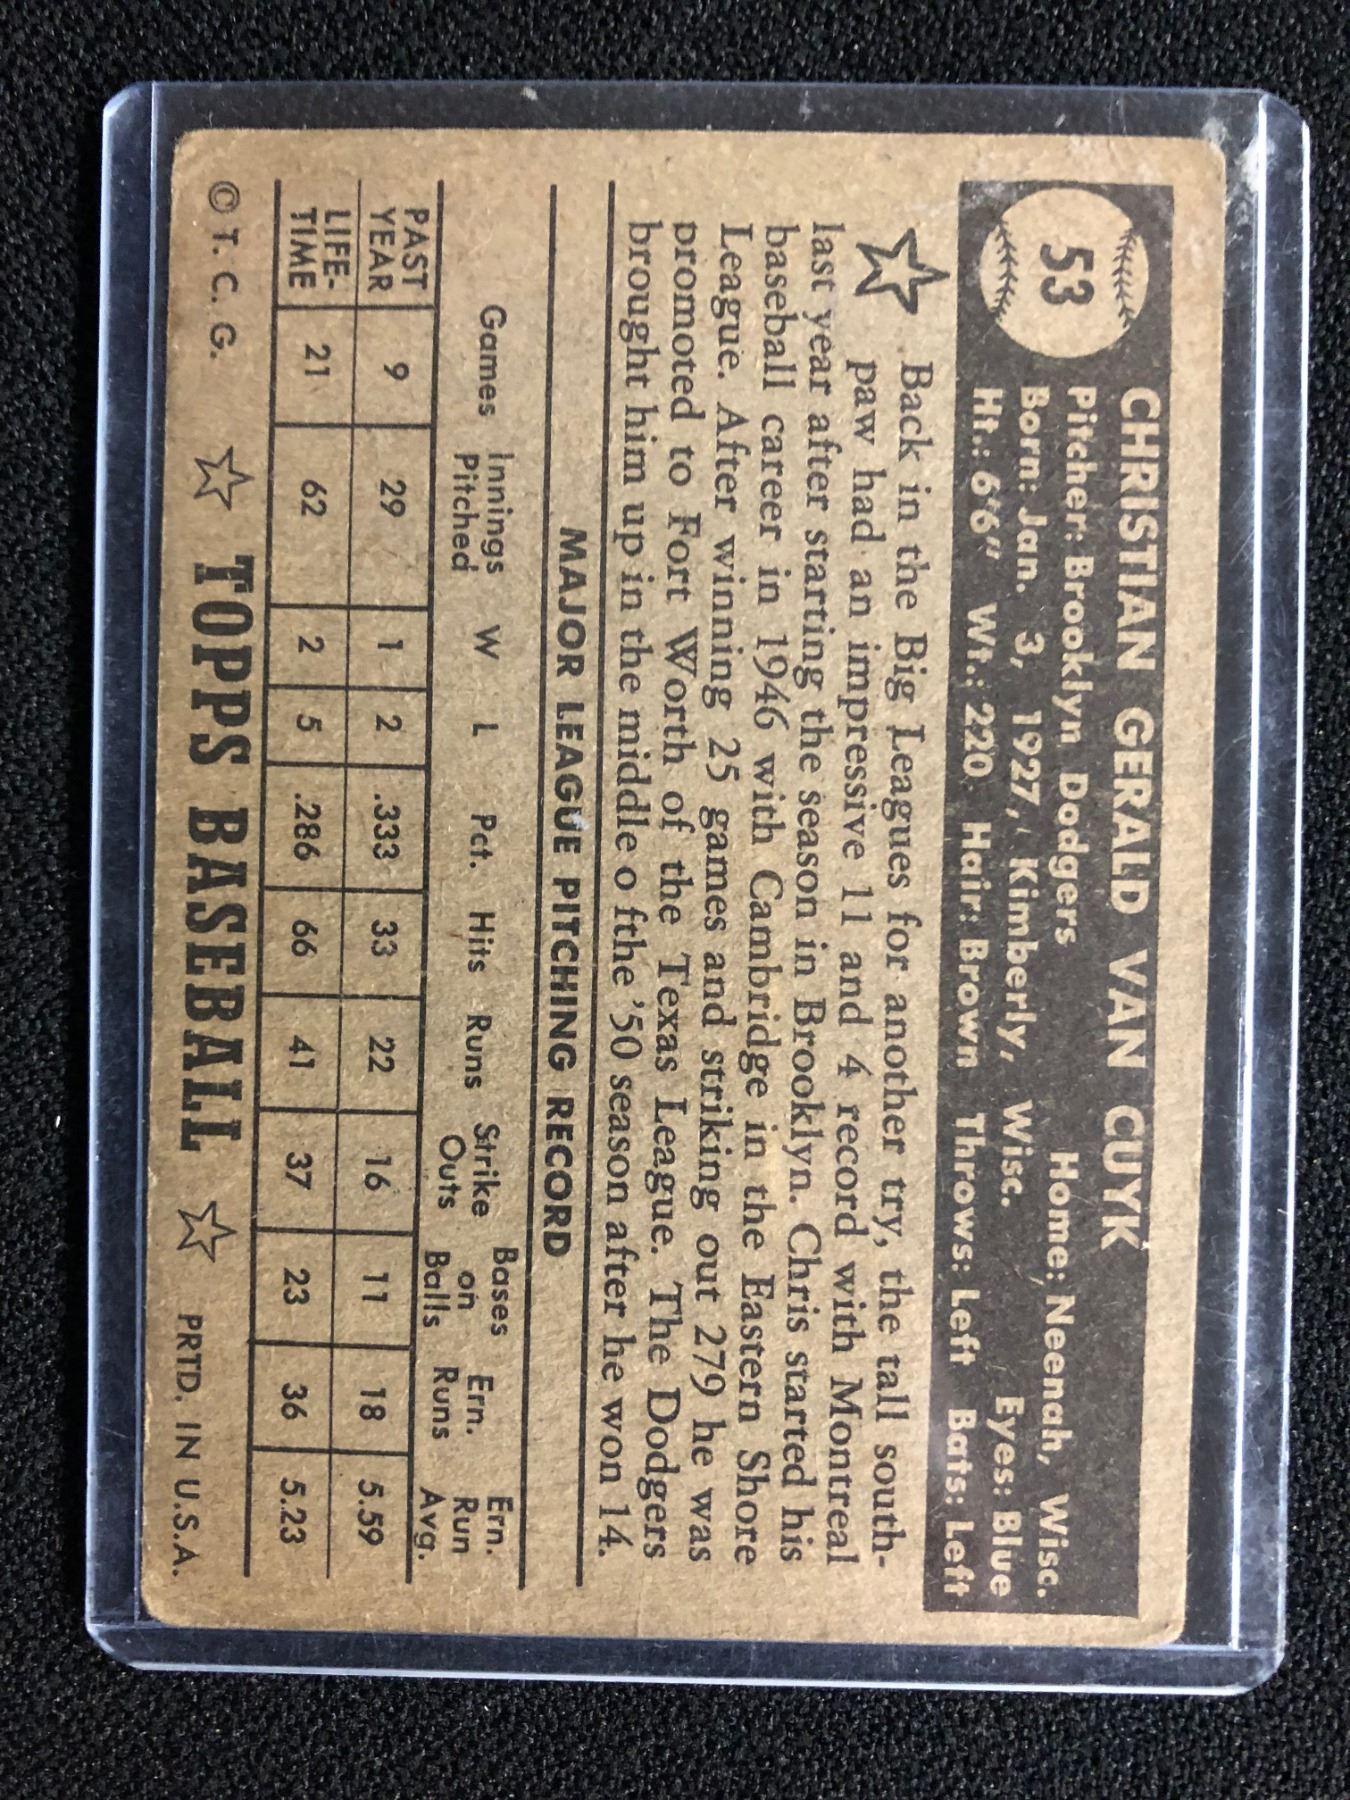 53
CHRISTIAN GERALD VAN CUYK
Pitcher: Brooklyn Dodgers Home: Neenah, Wisc.
Born: Jan. 3, 1927, Kimberly, Wisc. Eyes: Blue
Ht.: 6'6" Wt.: 220 Hair: Brown Throws: Left Bats: Left
Back in the Big Leagues for another try, the tall south-
paw had an impressive 11 and 4 record with Montreal
last year after starting the season in Brooklyn. Chris started his
baseball career in 1946 with Cambridge in the Eastern Shore
League. After winning 25 games and striking out 279 he was
promoted to Fort Worth of the Texas League. The Dodgers
brought him up in the middle o fthe '50 season after he won 14.
MAJOR LEAGUE PITCHING RECORD
Games Innings Pitched W L Pct. Hits Runs Strike Outs Bases on Balls Ern. Runs Ern. Run Avg.
PAST YEAR 9 29 1 2 .333 33 22 16 11 18 5.59
LIFE-TIME 21 62 2 5 .286 66 41 37 23 36 5.23
© T. C. G. ☆ TOPPS BASEBALL ☆ PRTD. IN U.S.A.